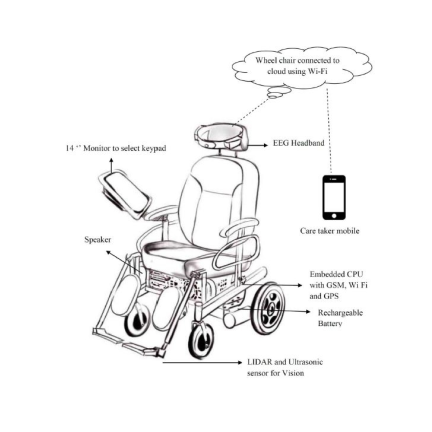 Wheel chair connected to
cloud using Wi-Fi
EEG Headband
14 '' Monitor to select keypad
Care taker mobile
Speaker
Embedded CPU
with GSM, Wi Fi
and GPS
Rechargeable
Battery
LIDAR and Ultrasonic
sensor for Vision